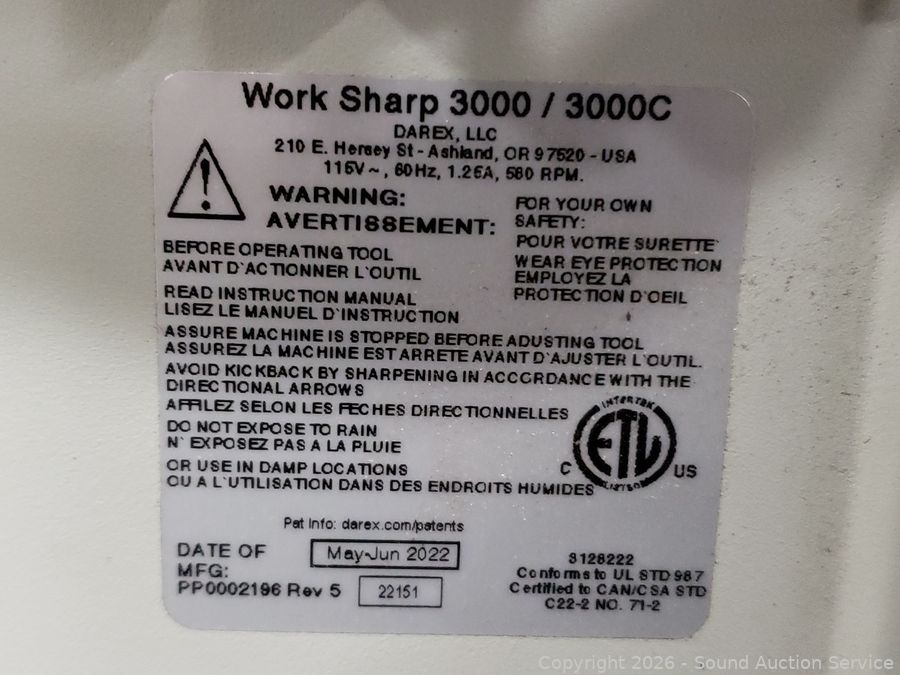 Work Sharp 3000 / 3000C
DAREX, LLC
210 E. Hersey St - Ashland, OR 97520 - USA
115V ~, 60Hz, 1.25A, 580 RPM.
WARNING:
AVERTISSEMENT:
FOR YOUR OWN
SAFETY:
POUR VOTRE SURETTE`
WEAR EYE PROTECTION
EMPLOYEZ LA
PROTECTION D`OEIL
BEFORE OPERATING TOOL
AVANT D`ACTIONNER L`OUTIL
READ INSTRUCTION MANUAL
LISEZ LE MANUEL D`INSTRUCTION
ASSURE MACHINE IS STOPPED BEFORE ADUSTING TOOL
ASSUREZ LA MACHINE EST ARRETE AVANT D`AJUSTER L`OUTIL.
AVOID KICKBACK BY SHARPENING IN ACCORDANCE WITH THE
DIRECTIONAL ARROWS
AFFILEZ SELON LES FECHES DIRECTIONNELLES
DO NOT EXPOSE TO RAIN
N` EXPOSEZ PAS A LA PLUIE
OR USE IN DAMP LOCATIONS
OU A L`UTILISATION DANS DES ENDROITS HUMIDES
INTERTEK
C ETL US
LISTED
Pat Info: darex.com/patents
DATE OF
MFG:
May-Jun 2022
PP0002196 Rev 5
22151
3128222
Conforms to UL STD 987
Certified to CAN/CSA STD
C22-2 NO. 71-2
Copyright 2026 - Sound Auction Service